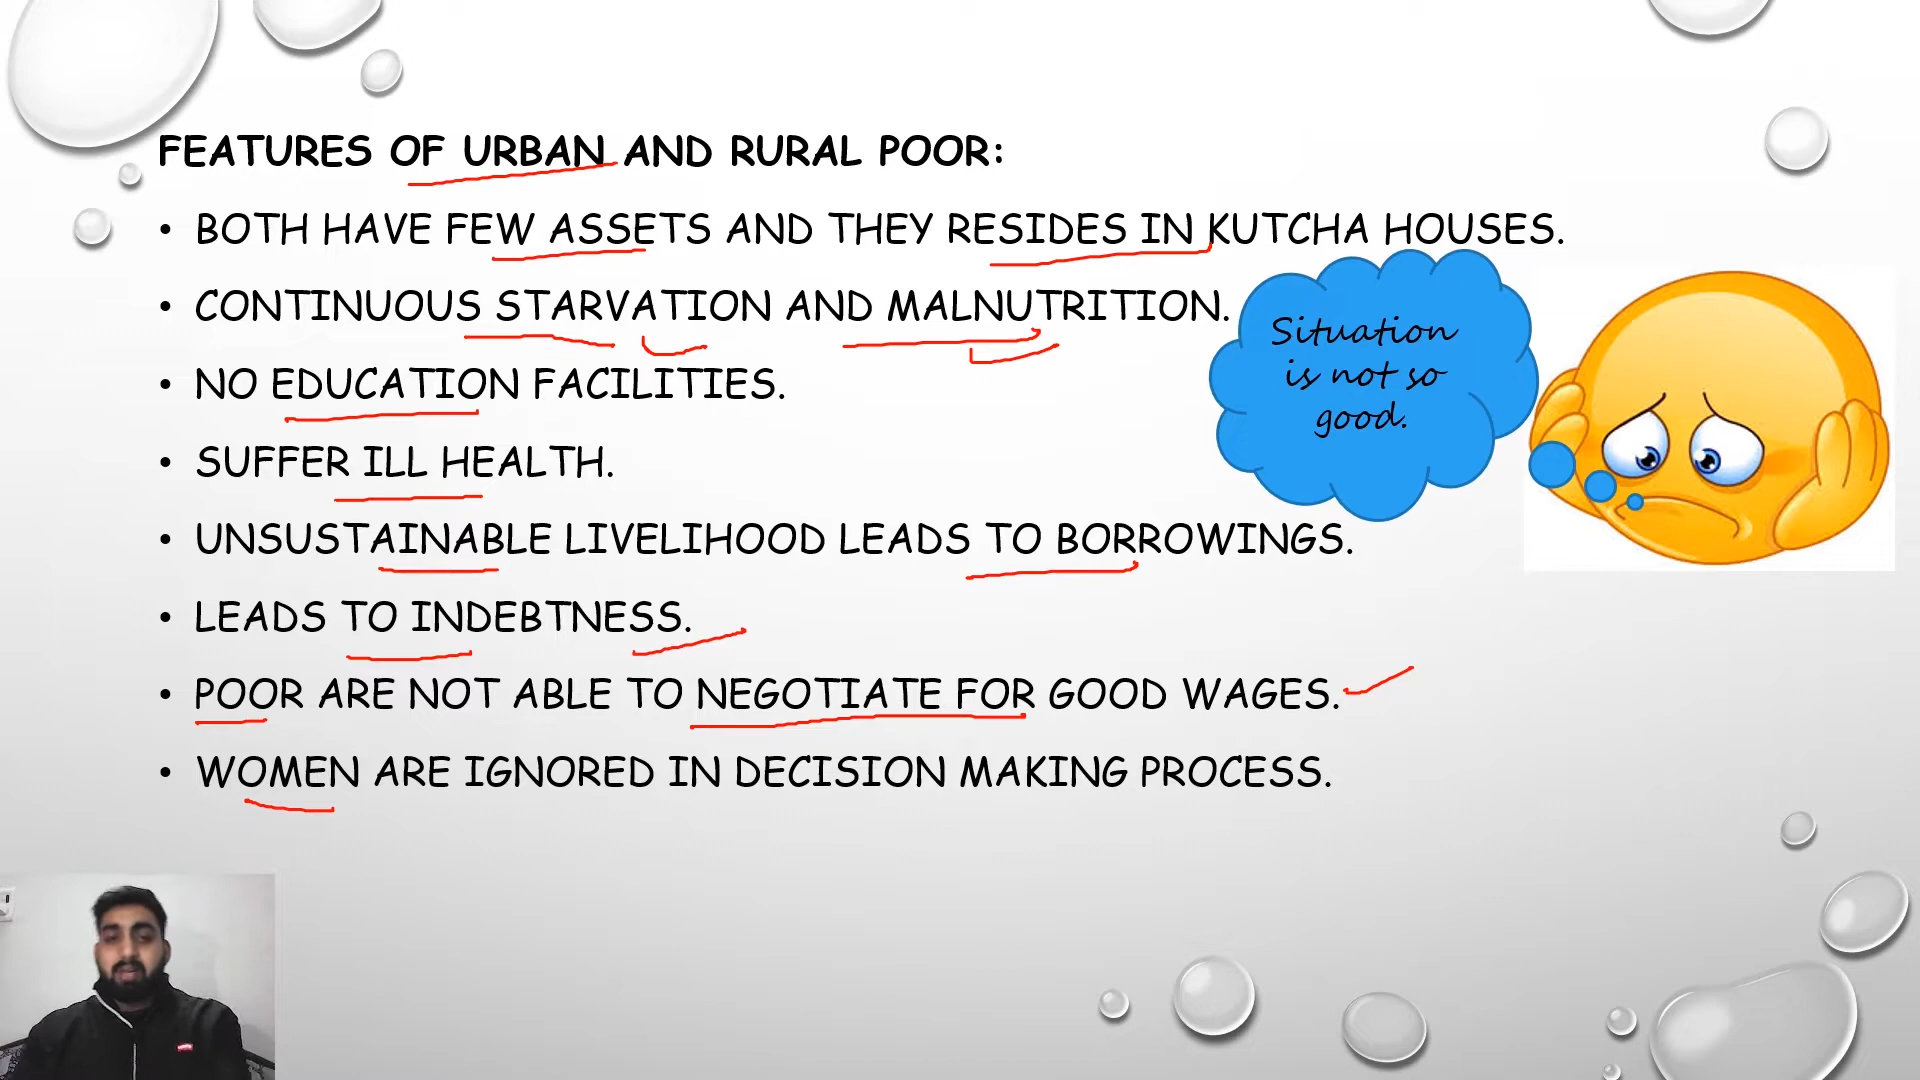 FEATURES OF URBAN AND RURAL POOR:
• BOTH HAVE FEW ASSETS AND THEY RESIDES IN KUTCHA HOUSES.
• CONTINUOUS STARVATION AND MALNUTRITION.
• NO EDUCATION FACILITIES.
• SUFFER ILL HEALTH.
• UNSUSTAINABLE LIVELIHOOD LEADS TO BORROWINGS.
• LEADS TO INDEBTNESS.
• POOR ARE NOT ABLE TO NEGOTIATE FOR GOOD WAGES.
• WOMEN ARE IGNORED IN DECISION MAKING PROCESS.
Situation
is not so
good.